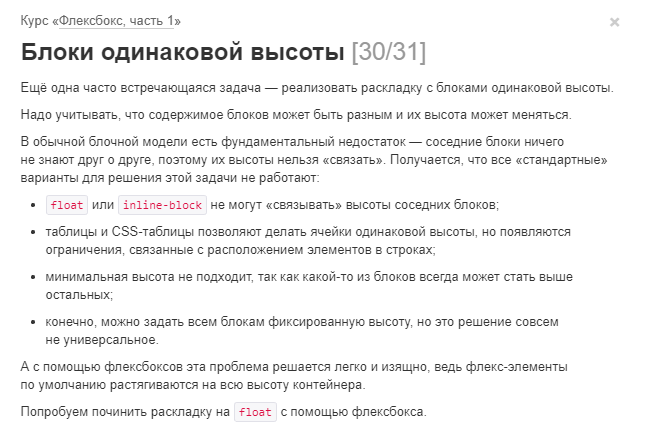 Курс «Флексбокс, часть 1»
Блоки одинаковой высоты [30/31]
Ещё одна часто встречающаяся задача — реализовать раскладку с блоками одинаковой высоты.
Надо учитывать, что содержимое блоков может быть разным и их высота может меняться.
В обычной блочной модели есть фундаментальный недостаток — соседние блоки ничего
не знают друг о друге, поэтому их высоты нельзя «связать». Получается, что все «стандартные»
варианты для решения этой задачи не работают:
• float или inline-block не могут «связывать» высоты соседних блоков;
• таблицы и CSS-таблицы позволяют делать ячейки одинаковой высоты, но появляются
ограничения, связанные с расположением элементов в строках;
• минимальная высота не подходит, так как какой-то из блоков всегда может стать выше
остальных;
• конечно, можно задать всем блокам фиксированную высоту, но это решение совсем
не универсальное.
А с помощью флексбоксов эта проблема решается легко и изящно, ведь флекс-элементы
по умолчанию растягиваются на всю высоту контейнера.
Попробуем починить раскладку на float с помощью флексбокса.